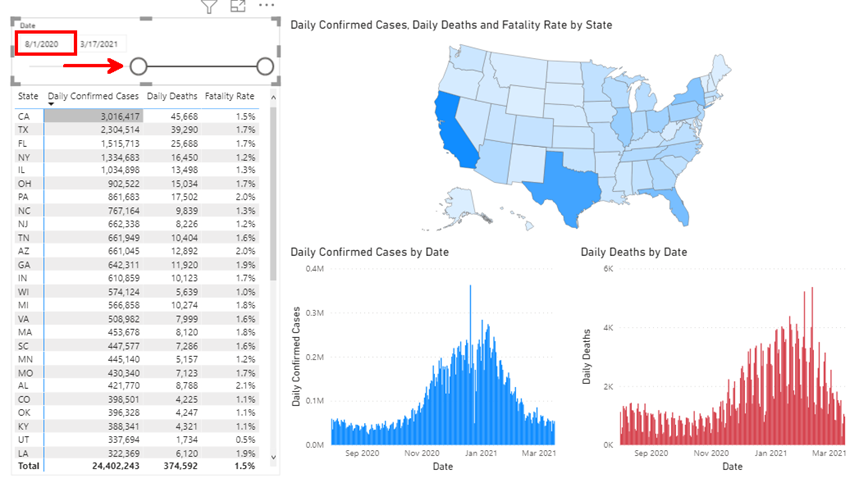 Date
8/1/2020 3/17/2021
State Daily Confirmed Cases Daily Deaths Fatality Rate
CA 3,016,417 45,668 1.5%
TX 2,304,514 39,290 1.7%
FL 1,515,713 25,688 1.7%
NY 1,334,683 16,450 1.2%
IL 1,034,898 13,498 1.3%
OH 902,522 15,034 1.7%
PA 861,683 17,502 2.0%
NC 767,164 9,839 1.3%
NJ 662,338 8,226 1.2%
TN 661,949 10,404 1.6%
AZ 661,045 12,892 2.0%
GA 642,311 11,920 1.9%
IN 610,859 10,123 1.7%
WI 574,124 5,639 1.0%
MI 566,858 10,274 1.8%
VA 508,982 7,999 1.6%
MA 453,678 8,120 1.8%
SC 447,577 7,286 1.6%
MN 445,140 5,157 1.2%
MO 430,340 7,123 1.7%
AL 421,770 8,788 2.1%
CO 398,501 4,225 1.1%
OK 396,328 4,247 1.1%
KY 388,341 4,321 1.1%
UT 337,694 1,734 0.5%
LA 322,369 6,120 1.9%
Total 24,402,243 374,592 1.5%
Daily Confirmed Cases, Daily Deaths and Fatality Rate by State
Daily Confirmed Cases by Date
Daily Confirmed Cases
0.4M
0.3M
0.2M
0.1M
0.0M
Sep 2020 Nov 2020 Jan 2021 Mar 2021
Date
Daily Deaths by Date
Daily Deaths
6K
4K
2K
0K
Sep 2020 Nov 2020 Jan 2021 Mar 2021
Date